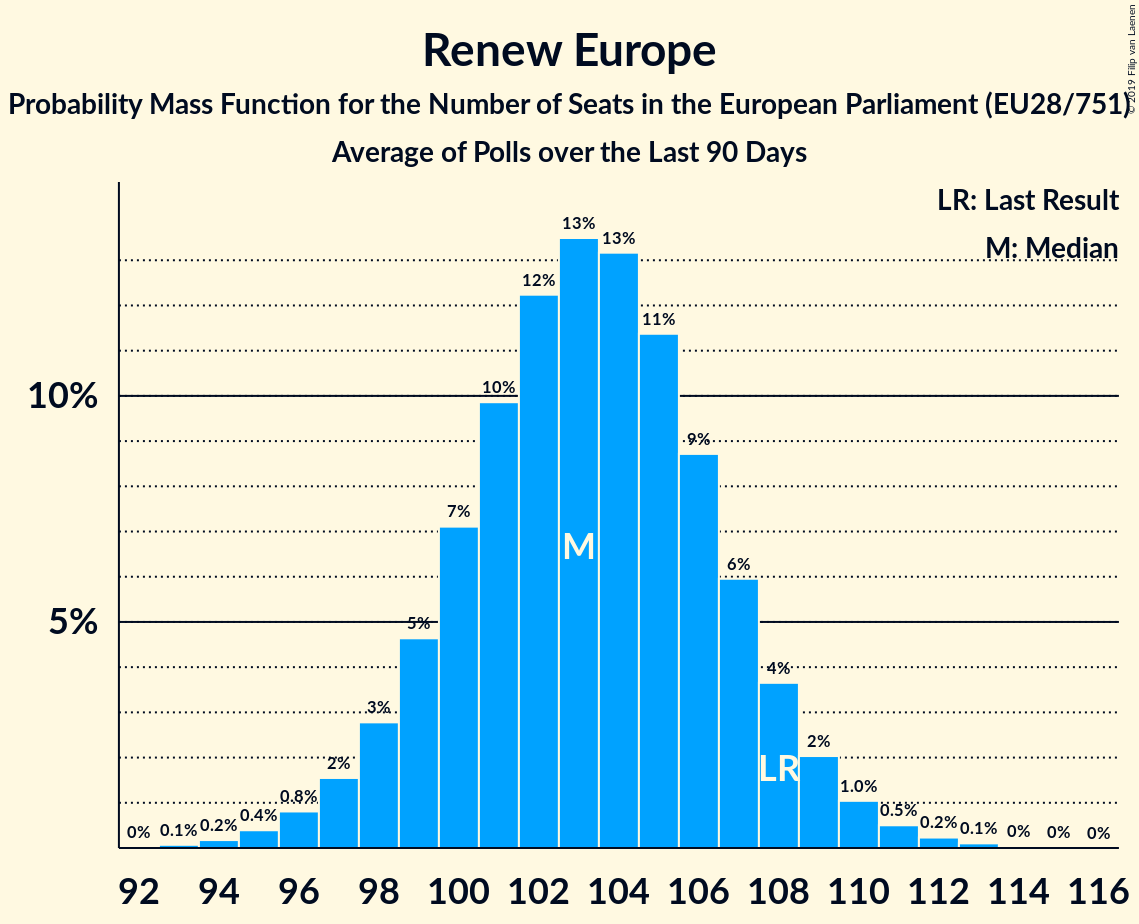 Renew Europe
Probability Mass Function for the Number of Seats in the European Parliament (EU28/751)
Average of Polls over the Last 90 Days
© 2019 Filip van Laenen
LR: Last Result
M: Median
10%
5%
0% 0.1% 0.2% 0.4% 0.8% 2% 3% 5% 7% 10% 12% 13% 13% 11% 9% 6% 4% 2% 1.0% 0.5% 0.2% 0.1% 0% 0% 0%
M
LR
92 94 96 98 100 102 104 106 108 110 112 114 116